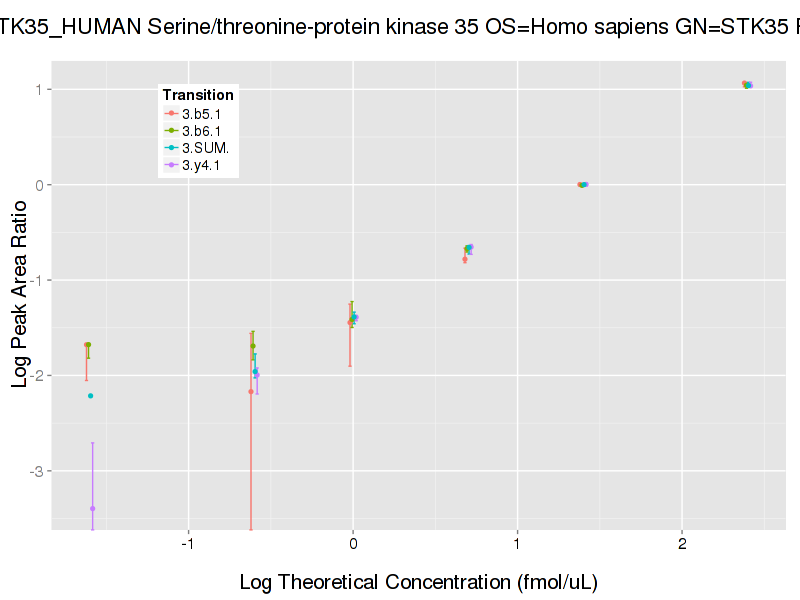 TK35_HUMAN Serine/threonine-protein kinase 35 OS=Homo sapiens GN=STK35
Transition
3.b5.1
3.b6.1
3.SUM.
3.y4.1
Log Peak Area Ratio
1
0
-1
-2
-3
-1
0
1
2
Log Theoretical Concentration (fmol/uL)